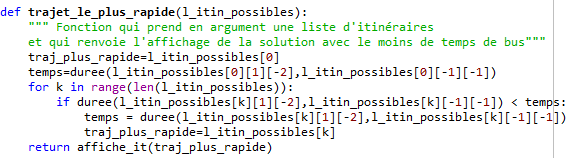 def trajet_le_plus_rapide(l_itin_possibles):
    """ Fonction qui prend en argument une liste d'itinéraires
    et qui renvoie l'affichage de la solution avec le moins de temps de bus"""
    traj_plus_rapide=l_itin_possibles[0]
    temps=duree(l_itin_possibles[0][1][-2],l_itin_possibles[0][-1][-1])
    for k in range(len(l_itin_possibles)):
        if duree(l_itin_possibles[k][1][-2],l_itin_possibles[k][-1][-1]) < temps:
            temps = duree(l_itin_possibles[k][1][-2],l_itin_possibles[k][-1][-1])
            traj_plus_rapide=l_itin_possibles[k]
    return affiche_it(traj_plus_rapide)